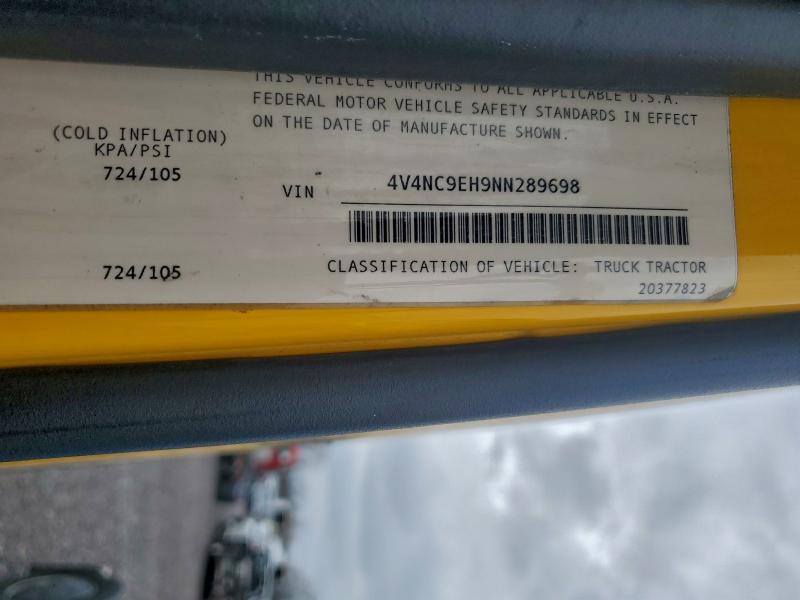 (COLD INFLATION)
KPA/PSI
724/105
724/105
THIS VEHICLE CONFORMS TO ALL APPLICABLE U.S.A.
FEDERAL MOTOR VEHICLE SAFETY STANDARDS IN EFFECT
ON THE DATE OF MANUFACTURE SHOWN.
VIN 4V4NC9EH9NN289698
CLASSIFICATION OF VEHICLE: TRUCK TRACTOR
20377823